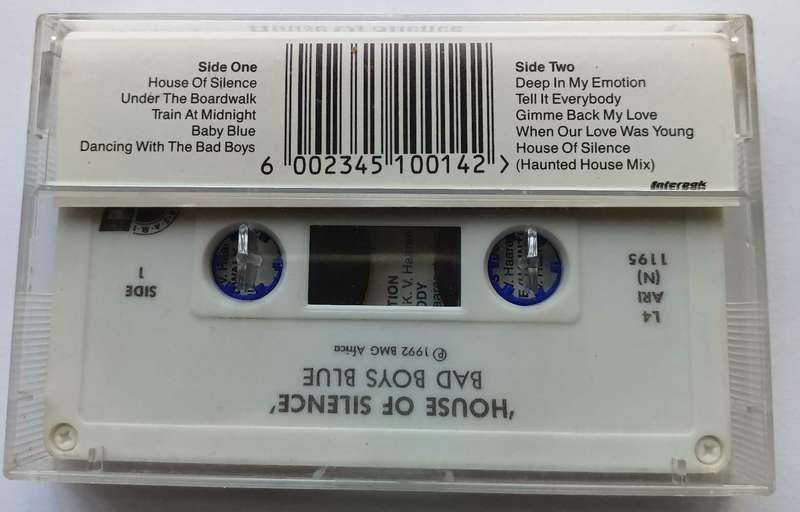 Side One
House Of Silence
Under The Boardwalk
Train At Midnight
Baby Blue
Dancing With The Bad Boys
6 002345 100142 >
Side Two
Deep In My Emotion
Tell It Everybody
Gimme Back My Love
When Our Love Was Young
House Of Silence
(Haunted House Mix)
Interpak
'HOUSE OF SILENCE'
BAD BOYS BLUE
℗ 1992 BMG Africa
SIDE
1
L4
ARI
(N)
1195
K. V. Haaren